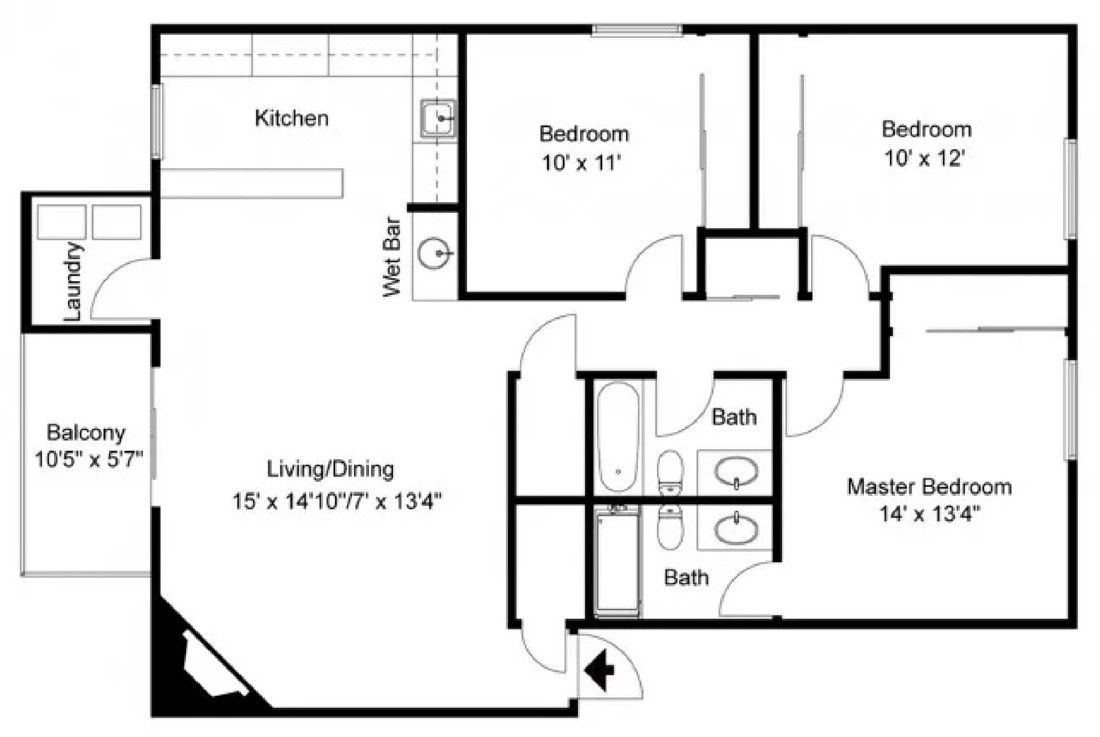 Kitchen
Bedroom
10' x 11'
Bedroom
10' x 12'
Wet Bar
Laundry
Balcony
10'5" x 5'7"
Living/Dining
15' x 14'10"/7' x 13'4"
Bath
Master Bedroom
14' x 13'4"
Bath